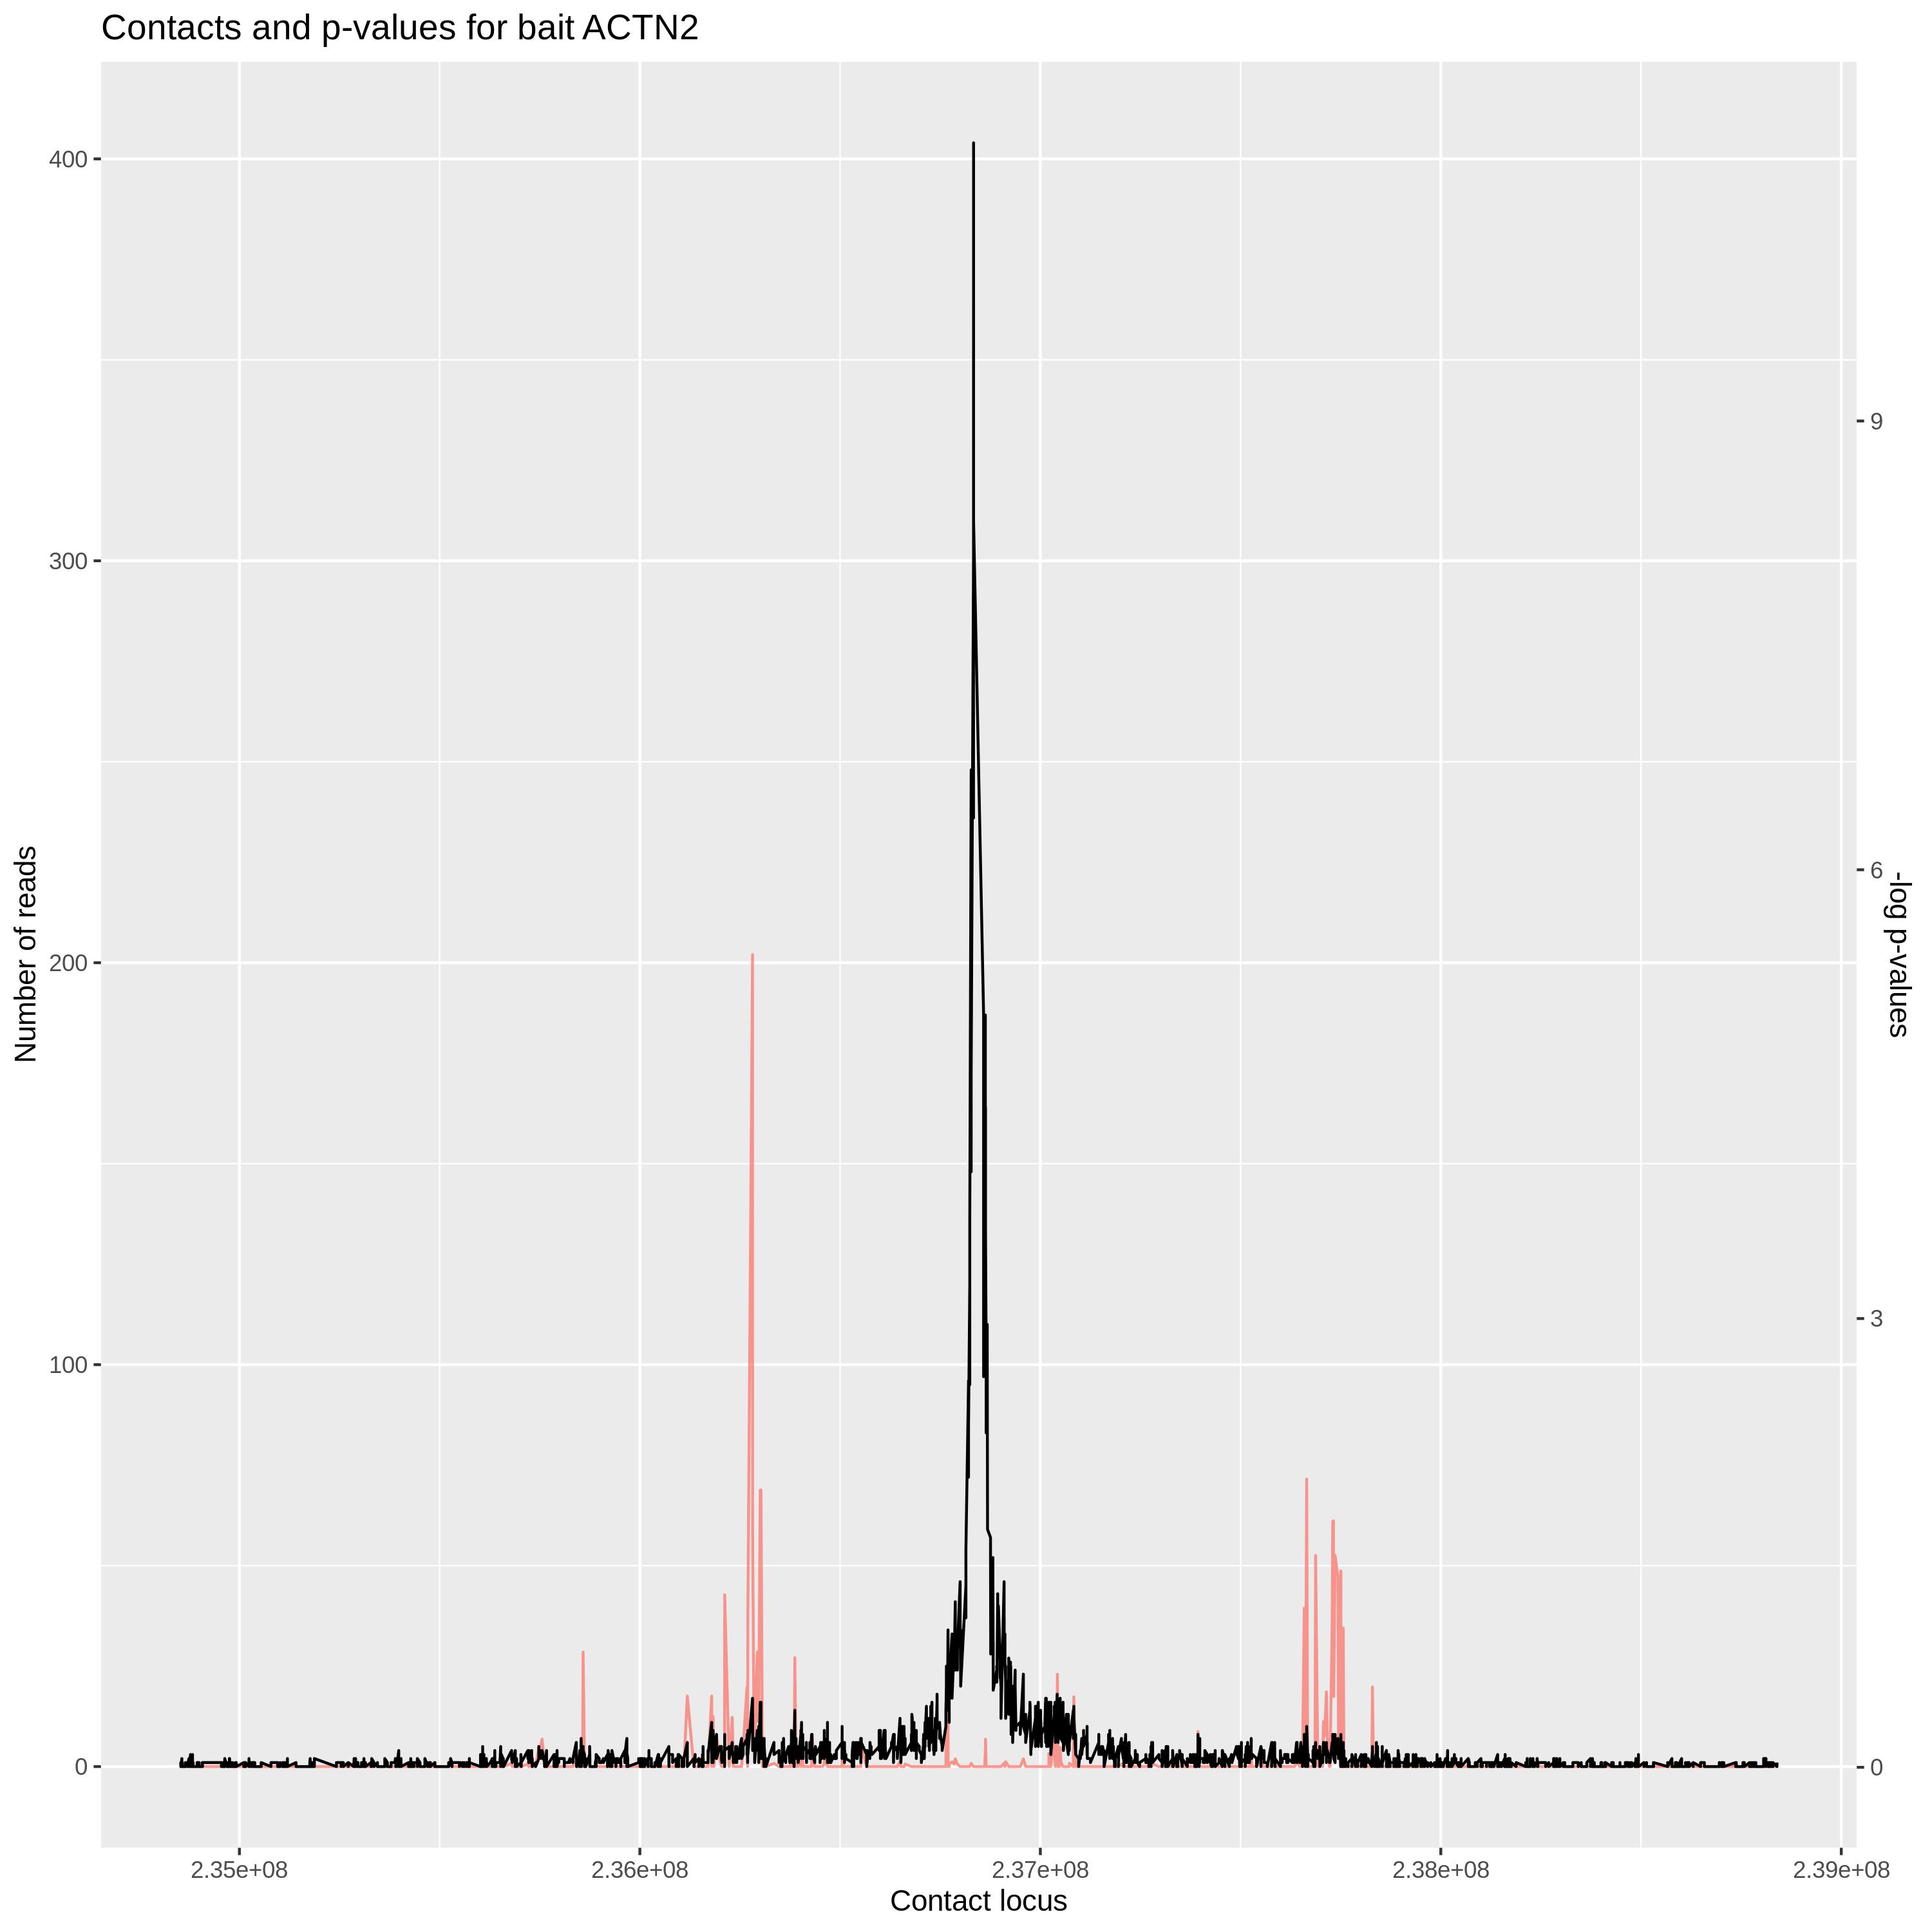 Contacts and p-values for bait ACTN2
400
300
200
100
0
Number of reads
9
6
3
0
-log p-values
2.35e+08 2.36e+08 2.37e+08 2.38e+08 2.39e+08
Contact locus